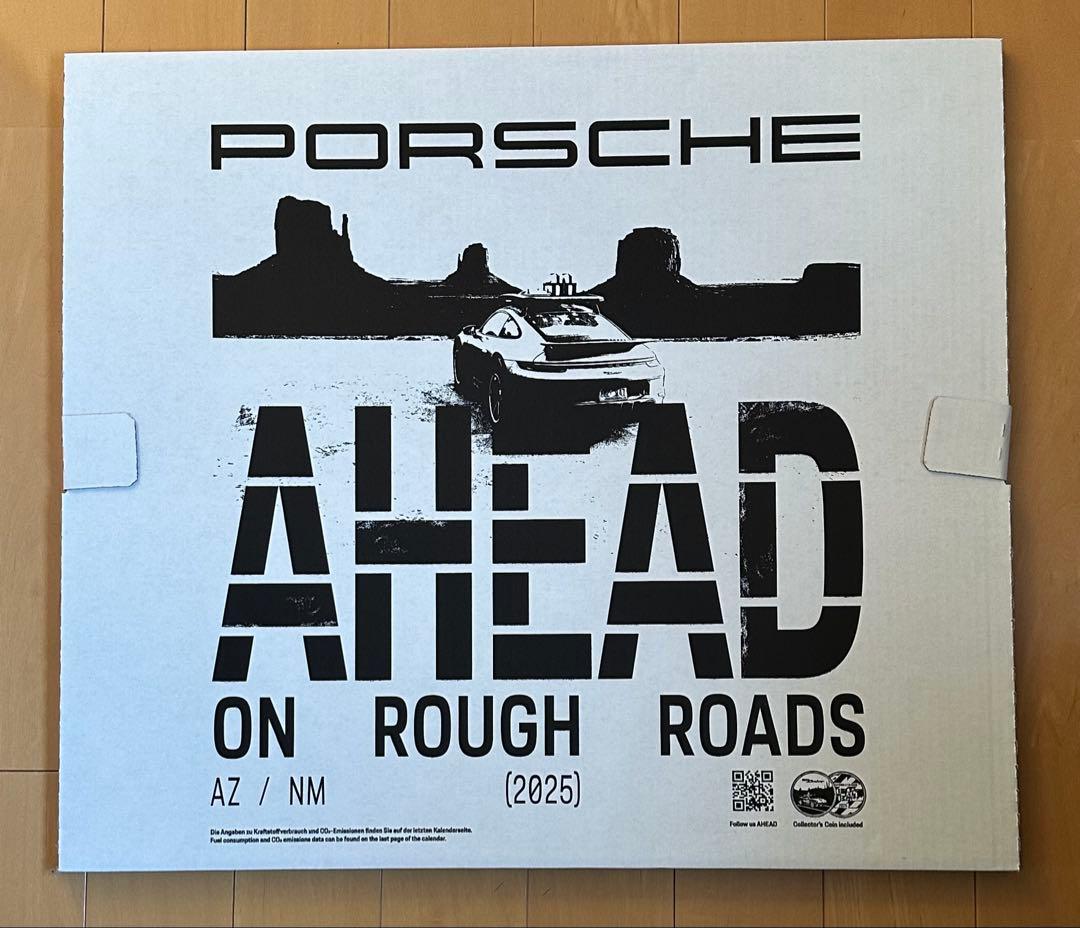 PORSCHE
AHEAD
ON ROUGH ROADS
AZ / NM (2025)
Follow us AHEAD Collector's Coin included
Die Angaben zu Kraftstoffverbrauch und CO₂-Emissionen finden Sie auf der letzten Kalenderseite.
Fuel consumption and CO₂ emissions data can be found on the last page of the calendar.